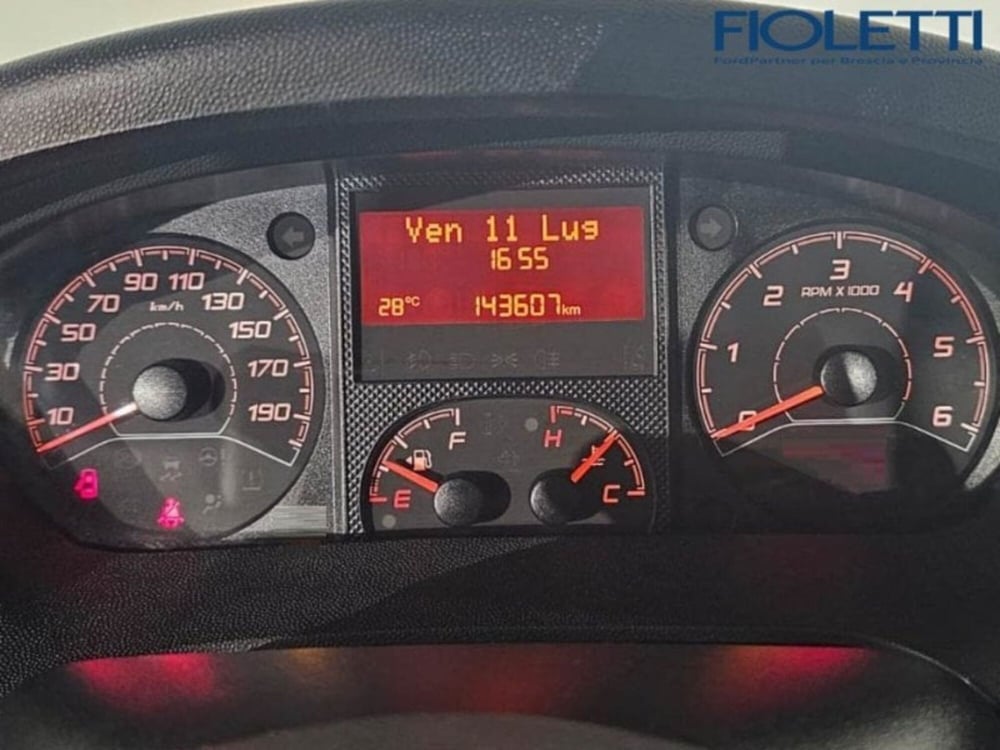 FIOLETTI
FordPartner per Brescia e Provincia
Ven 11 Lug
16 55
28°C 143607km
10 30 50 70 90 110 130 150 170 190
km/h
0 1 2 3 4 5 6
RPM X 1000
E F
H C